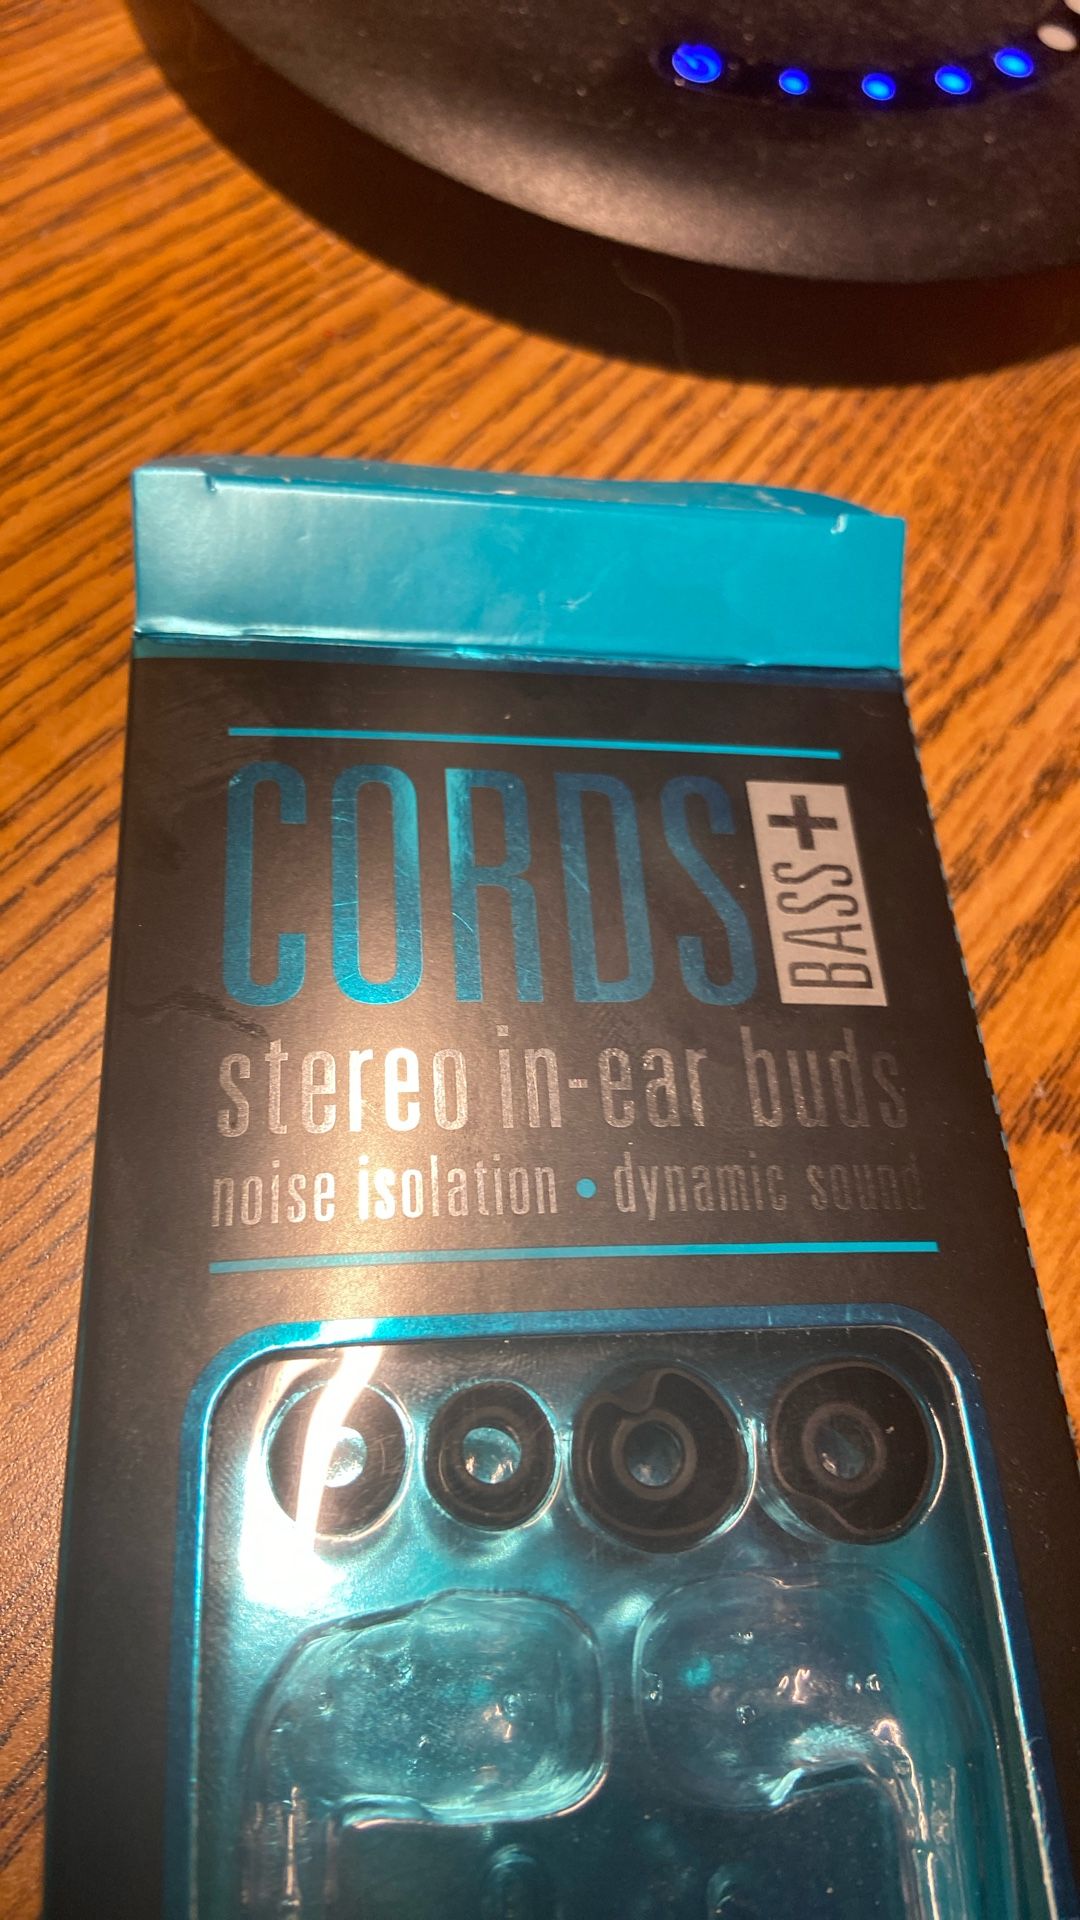 CORDS BASS+
stereo in-ear buds
noise isolation • dynamic sound